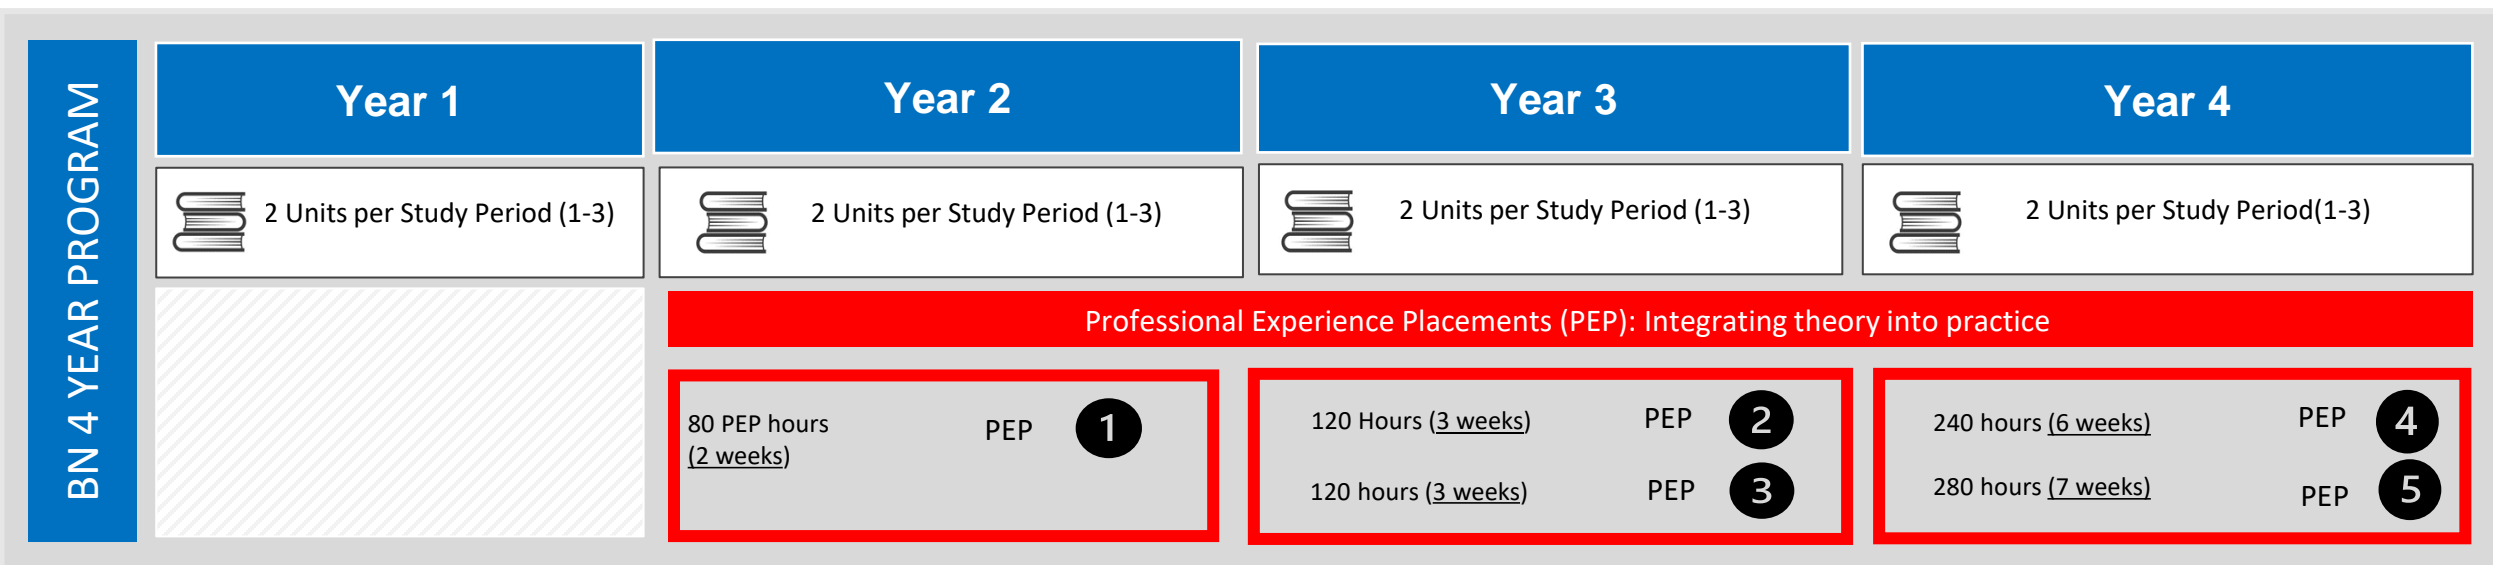 BN 4 YEAR PROGRAM
Year 1
Year 2
Year 3
Year 4
2 Units per Study Period (1-3)
2 Units per Study Period (1-3)
2 Units per Study Period (1-3)
2 Units per Study Period(1-3)
Professional Experience Placements (PEP): Integrating theory into practice
80 PEP hours
(2 weeks)
PEP 1
120 Hours (3 weeks) PEP 2
120 hours (3 weeks) PEP 3
240 hours (6 weeks) PEP 4
280 hours (7 weeks) PEP 5